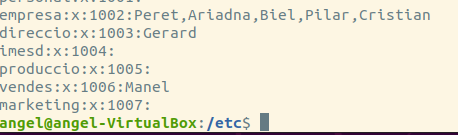 empresa:x:1002:Peret,Ariadna,Biel,Pilar,Cristian
direccio:x:1003:Gerard
imesd:x:1004:
produccio:x:1005:
vendes:x:1006:Manel
marketing:x:1007:
angel@angel-VirtualBox:/etc$